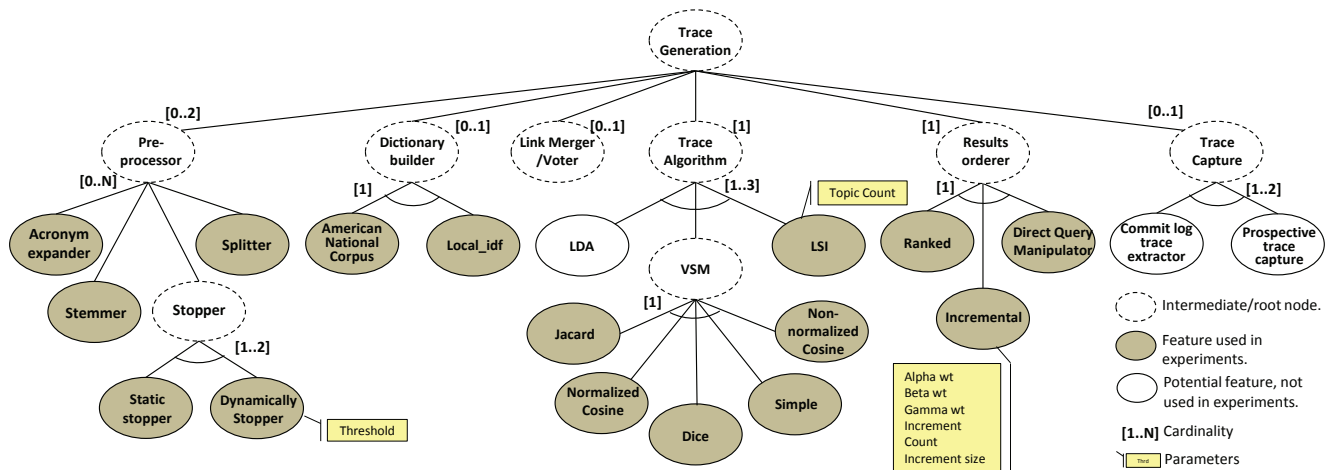 Trace
Generation
[0..2]
[0..1]
[0..1]
[1]
[1]
[0..1]
Pre-
processor
Dictionary
builder
Link Merger
/Voter
Trace
Algorithm
Results
orderer
Trace
Capture
[0..N]
[1]
[1..3]
Topic Count
[1]
[1..2]
Acronym
expander
Splitter
American
National
Corpus
Local_idf
LDA
LSI
Ranked
Direct Query
Manipulator
Commit log
trace
extractor
Prospective
trace
capture
VSM
Stemmer
Stopper
[1]
Jacard
Non-
normalized
Cosine
Incremental
Intermediate/root node.
[1..2]
Feature used in
experiments.
Static
stopper
Dynamically
Stopper
Threshold
Normalized
Cosine
Simple
Dice
Alpha wt
Beta wt
Gamma wt
Increment
Count
Increment size
Potential feature, not
used in experiments.
[1..N] Cardinality
Thrd Parameters